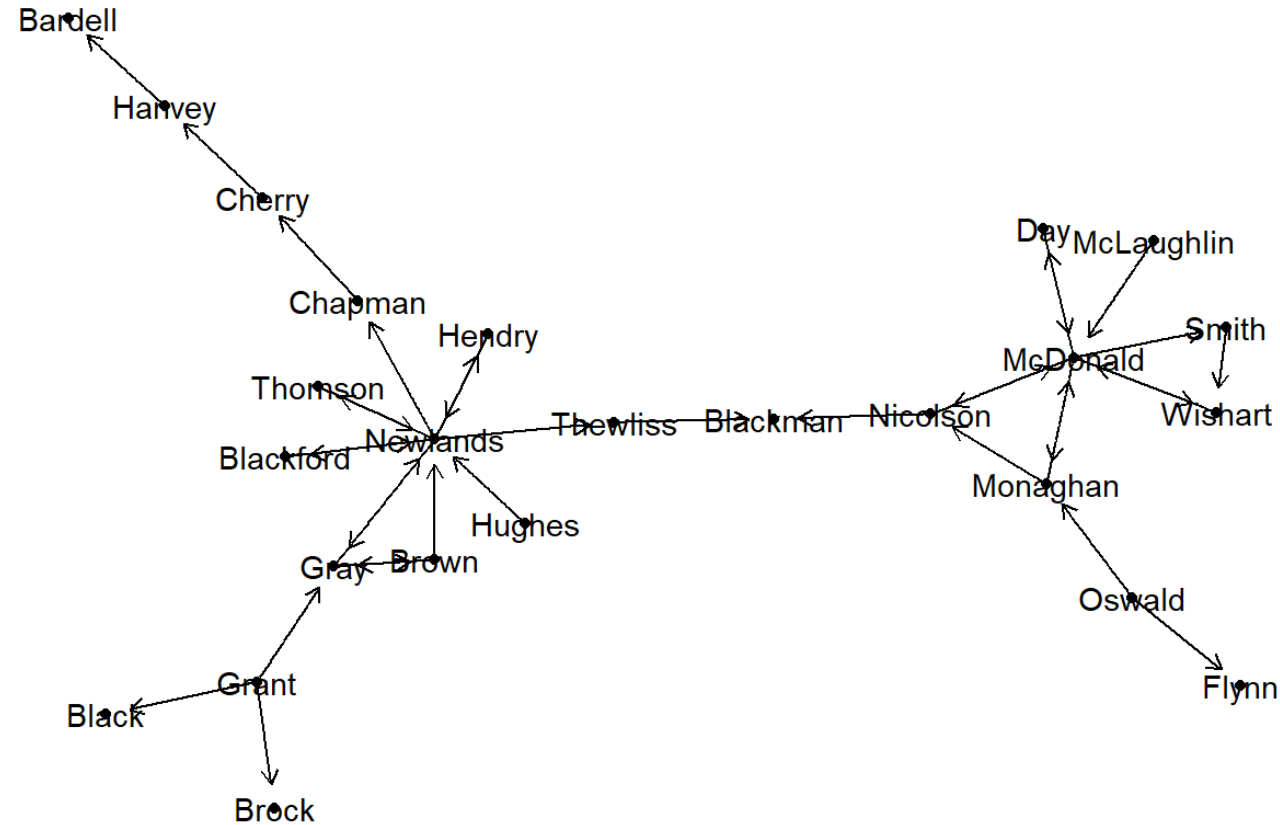 Bardell
Hanvey
Cherry
Day
McLaughlin
Chapman
Hendry
Smith
McDonald
Thomson
Thewliss
Blackman
Nicolson
Wishart
Newlands
Blackford
Monaghan
Hughes
Gray
Brown
Oswald
Grant
Flynn
Black
Brock